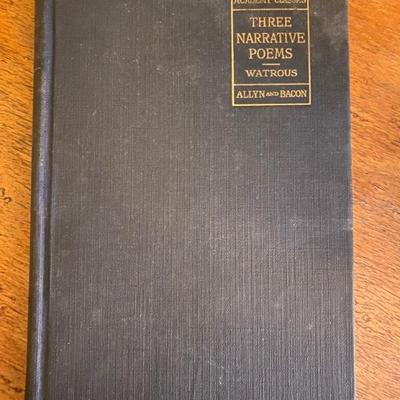 ACADEMY CLASSICS
THREE
NARRATIVE
POEMS
WATROUS
ALLYN AND BACON